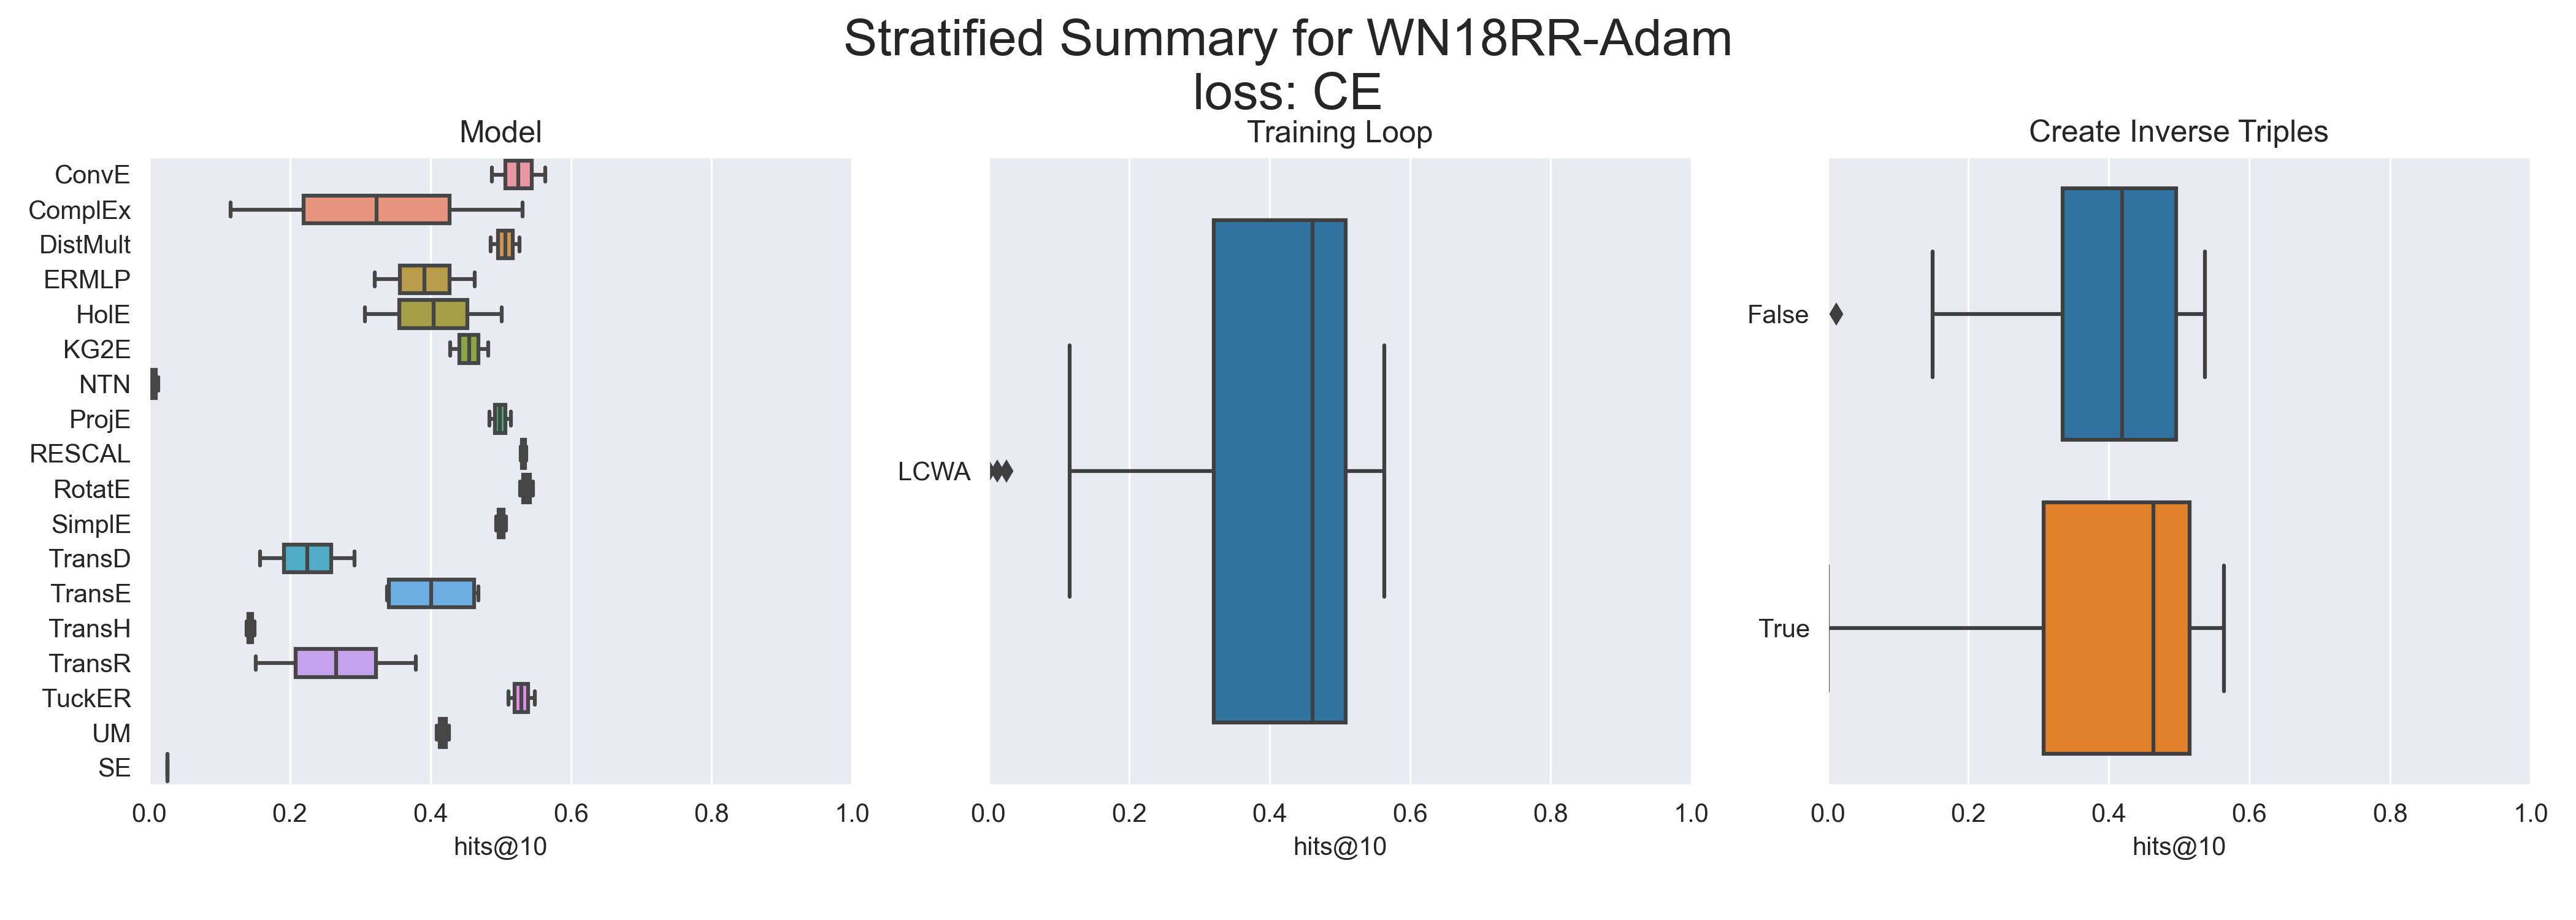 Stratified Summary for WN18RR-Adam
loss: CE
Model
ConvE
ComplEx
DistMult
ERMLP
HolE
KG2E
NTN
ProjE
RESCAL
RotatE
SimplE
TransD
TransE
TransH
TransR
TuckER
UM
SE
0.0 0.2 0.4 0.6 0.8 1.0
hits@10
Training Loop
LCWA
0.0 0.2 0.4 0.6 0.8 1.0
hits@10
Create Inverse Triples
False
True
0.0 0.2 0.4 0.6 0.8 1.0
hits@10